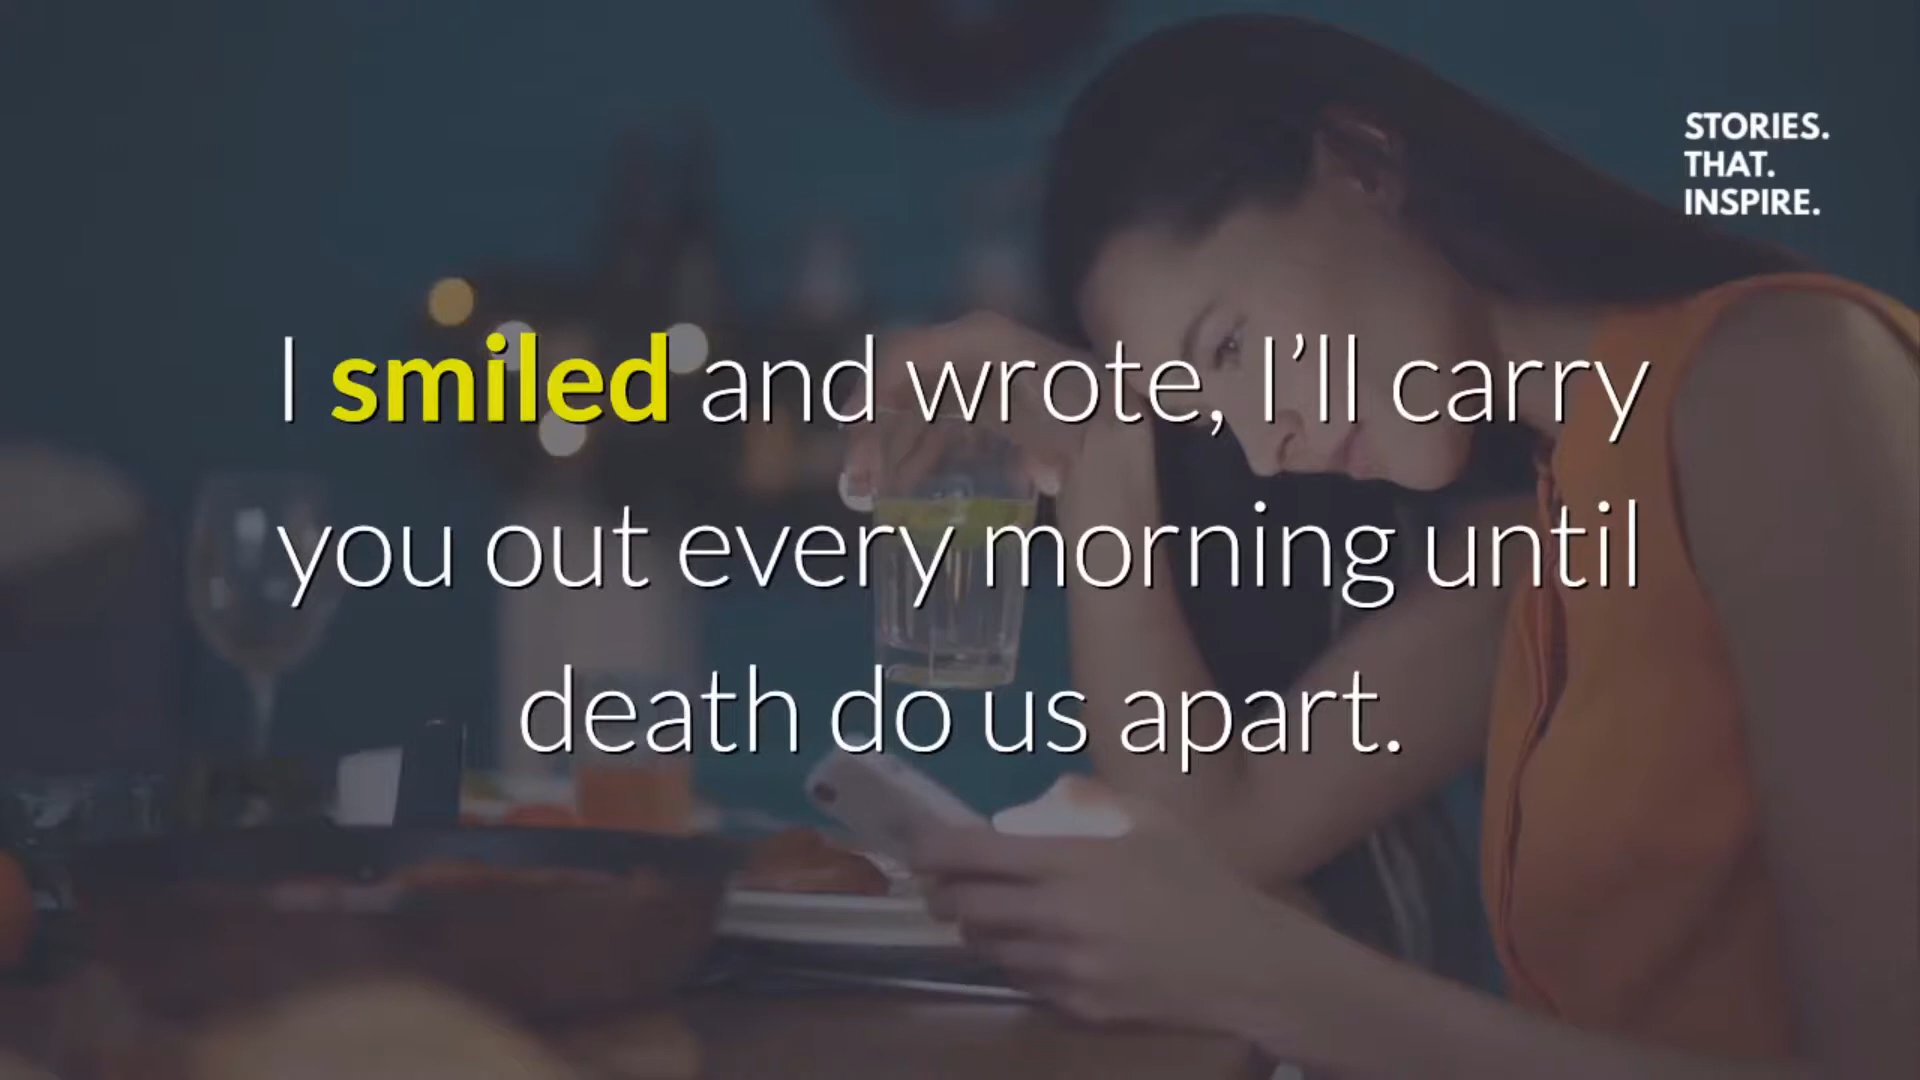 STORIES.
THAT.
INSPIRE.
I smiled and wrote, I’ll carry
you out every morning until
death do us apart.